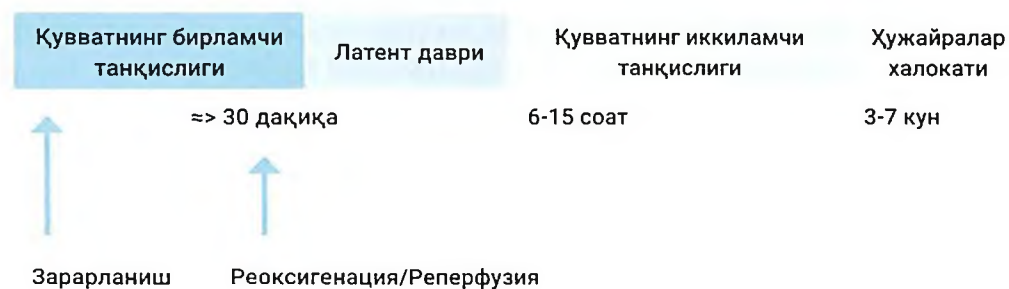 Қувватнинг бирламчи
танқислиги
Латент даври
Қувватнинг иккиламчи
танқислиги
Ҳужайралар
халокати
≈> 30 дақиқа
6-15 соат
3-7 кун
Зарарланиш
Реоксигенация/Реперфузия